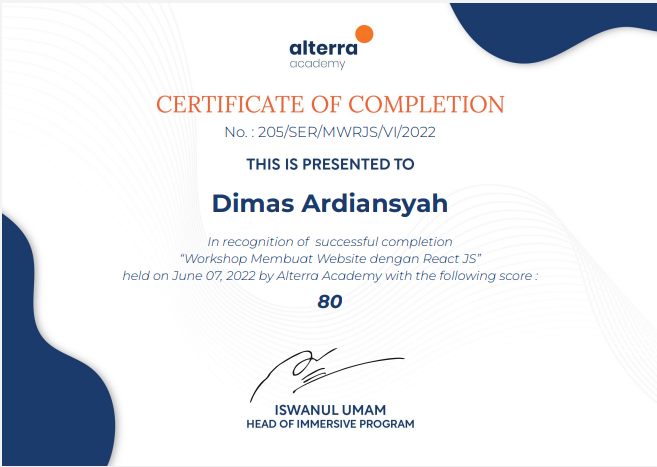 alterra
academy
CERTIFICATE OF COMPLETION
No. : 205/SER/MWRJS/VI/2022
THIS IS PRESENTED TO
Dimas Ardiansyah
In recognition of successful completion
“Workshop Membuat Website dengan React JS”
held on June 07, 2022 by Alterra Academy with the following score :
80
ISWANUL UMAM
HEAD OF IMMERSIVE PROGRAM